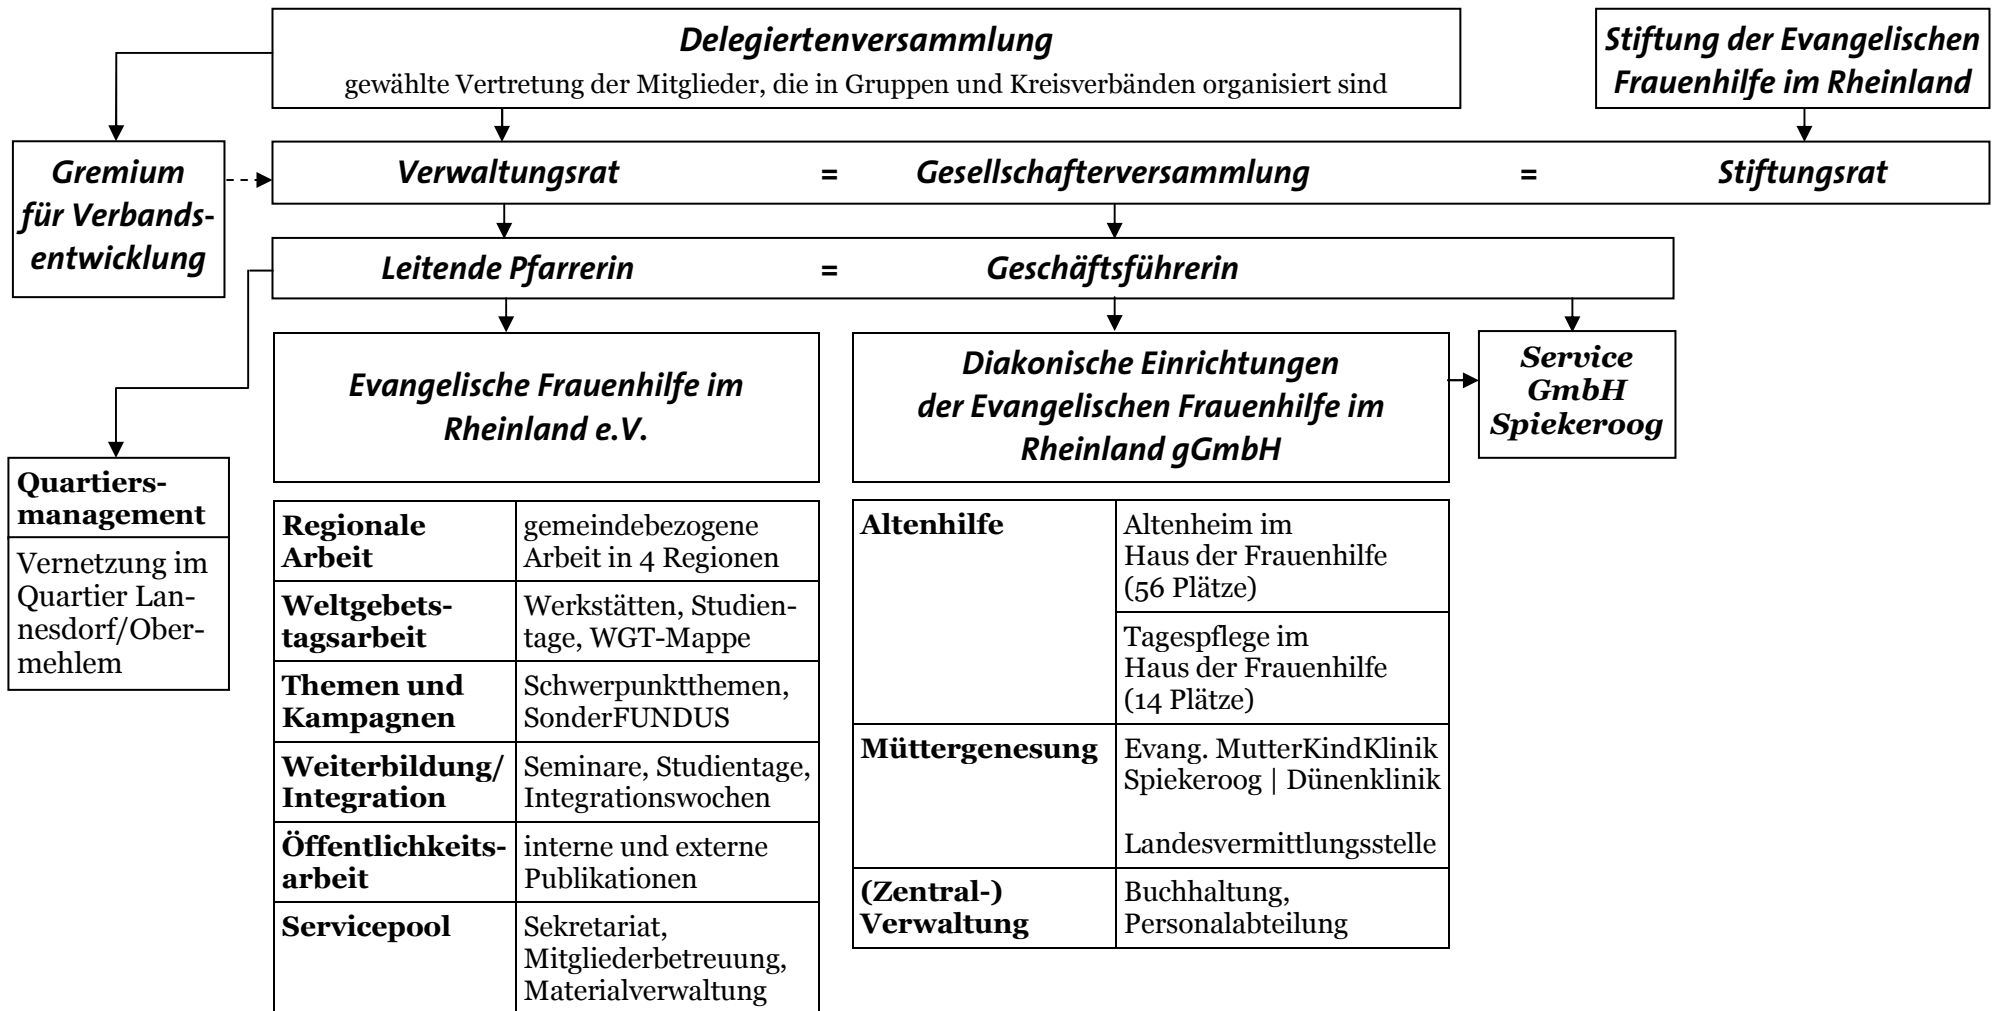 Delegiertenversammlung
gewählte Vertretung der Mitglieder, die in Gruppen und Kreisverbänden organisiert sind
Stiftung der Evangelischen
Frauenhilfe im Rheinland
Gremium
für Verbands-
entwicklung
Verwaltungsrat = Gesellschafterversammlung = Stiftungsrat
Leitende Pfarrerin = Geschäftsführerin
Evangelische Frauenhilfe im
Rheinland e.V.
Diakonische Einrichtungen
der Evangelischen Frauenhilfe im
Rheinland gGmbH
Service
GmbH
Spiekeroog
Quartiers-
management
Vernetzung im
Quartier Lan-
nesdorf/Ober-
mehlem
Regionale
Arbeit
gemeindebezogene
Arbeit in 4 Regionen
Weltgebets-
tagsarbeit
Werkstätten, Studien-
tage, WGT-Mappe
Themen und
Kampagnen
Schwerpunktthemen,
SonderFUNDUS
Weiterbildung/
Integration
Seminare, Studientage,
Integrationswochen
Öffentlichkeits-
arbeit
interne und externe
Publikationen
Servicepool
Sekretariat,
Mitgliederbetreuung,
Materialverwaltung
Altenhilfe
Altenheim im
Haus der Frauenhilfe
(56 Plätze)
Tagespflege im
Haus der Frauenhilfe
(14 Plätze)
Müttergenesung
Evang. MutterKindKlinik
Spiekeroog | Dünenklinik
Landesvermittlungsstelle
(Zentral-)
Verwaltung
Buchhaltung,
Personalabteilung